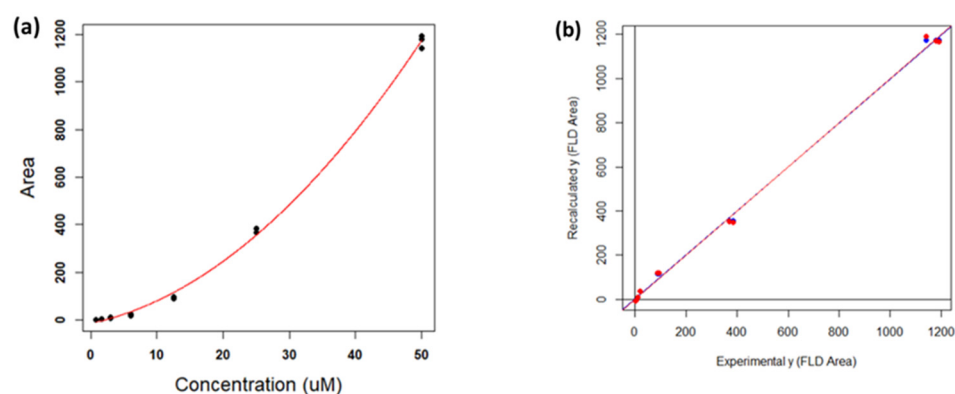 (a)
1200
1000
800
600
400
200
0
Area
0 10 20 30 40 50
Concentration (uM)
(b)
1200
1000
800
600
400
200
0
Recalculated y (FLD Area)
0 200 400 600 800 1000 1200
Experimental y (FLD Area)